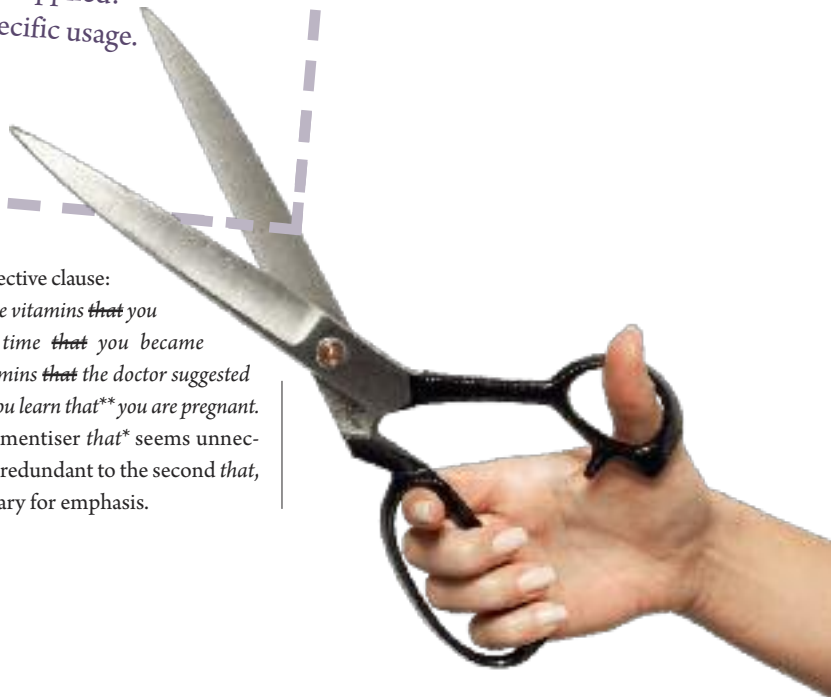 ecific usage.
ective clause:
e vitamins that you
time that you became
mins that the doctor suggested
ou learn that** you are pregnant.
mentiser that* seems unnec-
redundant to the second that,
ary for emphasis.